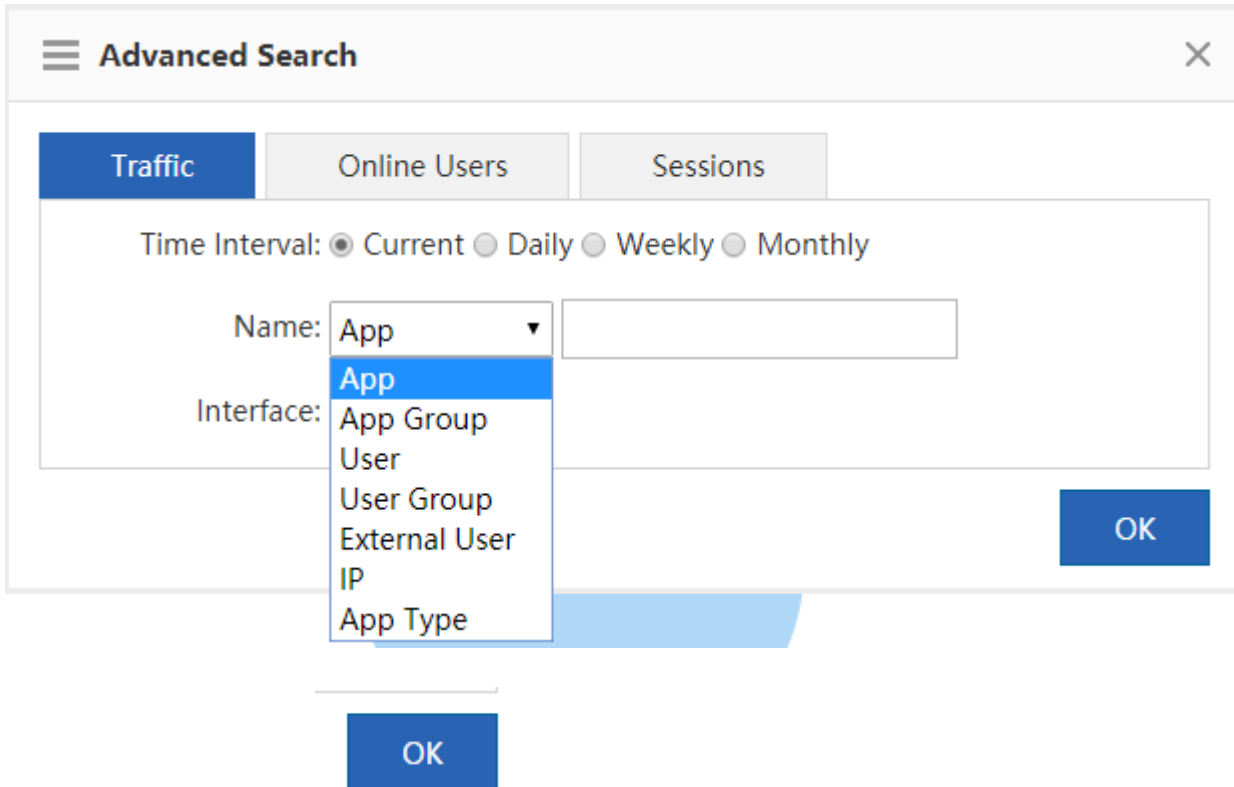 Advanced Search
Traffic Online Users Sessions
Time Interval: Current Daily Weekly Monthly
Name: App
App
Interface: App Group
User
User Group
External User
OK
IP
App Type
OK